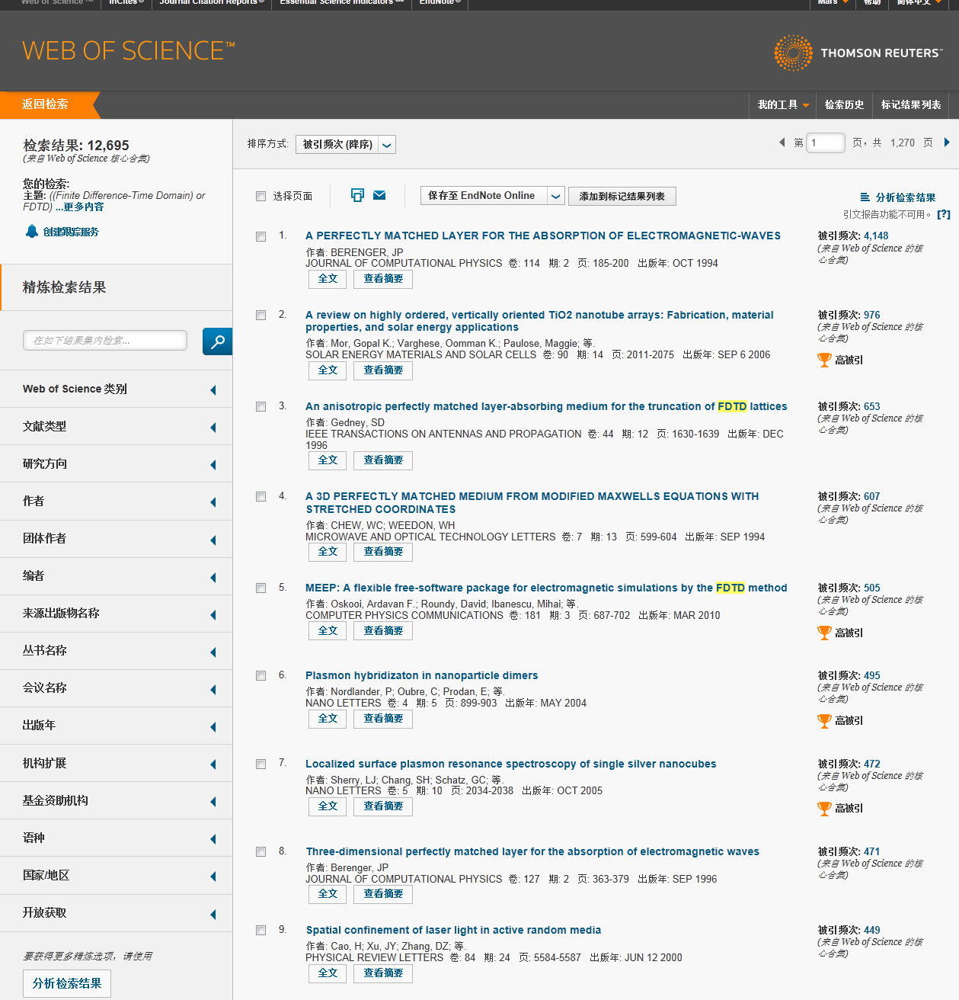 Web of Science ™
InCites ®
Journal Citation Reports ®
Essential Science Indicators ℠
EndNote ®
Mars
帮助
简体中文
WEB OF SCIENCE™
THOMSON REUTERS™
返回检索
我的工具
检索历史
标记结果列表
检索结果: 12,695
(来自 Web of Science 核心合集)
您的检索:
主题: ((Finite Difference-Time Domain) or
FDTD) ...更多内容
创建跟踪服务
精炼检索结果
在如下结果集内检索...
Web of Science 类别
文献类型
研究方向
作者
团体作者
编者
来源出版物名称
丛书名称
会议名称
出版年
机构扩展
基金资助机构
语种
国家/地区
开放获取
要获得更多精炼选项，请使用
分析检索结果
排序方式: 被引频次 (降序)
第 1 页，共 1,270 页
选择页面
保存至 EndNote Online
添加到标记结果列表
分析检索结果
引文报告功能不可用。 [?]
1. A PERFECTLY MATCHED LAYER FOR THE ABSORPTION OF ELECTROMAGNETIC-WAVES
作者: BERENGER, JP
JOURNAL OF COMPUTATIONAL PHYSICS 卷: 114 期: 2 页: 185-200 出版年: OCT 1994
全文 查看摘要
被引频次: 4,148
(来自 Web of Science 的核
心合集)
2. A review on highly ordered, vertically oriented TiO2 nanotube arrays: Fabrication, material
properties, and solar energy applications
作者: Mor, Gopal K.; Varghese, Oomman K.; Paulose, Maggie; 等.
SOLAR ENERGY MATERIALS AND SOLAR CELLS 卷: 90 期: 14 页: 2011-2075 出版年: SEP 6 2006
全文 查看摘要
被引频次: 976
(来自 Web of Science 的核
心合集)
高被引
3. An anisotropic perfectly matched layer-absorbing medium for the truncation of FDTD lattices
作者: Gedney, SD
IEEE TRANSACTIONS ON ANTENNAS AND PROPAGATION 卷: 44 期: 12 页: 1630-1639 出版年: DEC
1996
全文 查看摘要
被引频次: 653
(来自 Web of Science 的核
心合集)
4. A 3D PERFECTLY MATCHED MEDIUM FROM MODIFIED MAXWELLS EQUATIONS WITH
STRETCHED COORDINATES
作者: CHEW, WC; WEEDON, WH
MICROWAVE AND OPTICAL TECHNOLOGY LETTERS 卷: 7 期: 13 页: 599-604 出版年: SEP 1994
全文 查看摘要
被引频次: 607
(来自 Web of Science 的核
心合集)
5. MEEP: A flexible free-software package for electromagnetic simulations by the FDTD method
作者: Oskooi, Ardavan F.; Roundy, David; Ibanescu, Mihai; 等.
COMPUTER PHYSICS COMMUNICATIONS 卷: 181 期: 3 页: 687-702 出版年: MAR 2010
全文 查看摘要
被引频次: 505
(来自 Web of Science 的核
心合集)
高被引
6. Plasmon hybridizaton in nanoparticle dimers
作者: Nordlander, P; Oubre, C; Prodan, E; 等.
NANO LETTERS 卷: 4 期: 5 页: 899-903 出版年: MAY 2004
全文 查看摘要
被引频次: 495
(来自 Web of Science 的核
心合集)
高被引
7. Localized surface plasmon resonance spectroscopy of single silver nanocubes
作者: Sherry, LJ; Chang, SH; Schatz, GC; 等.
NANO LETTERS 卷: 5 期: 10 页: 2034-2038 出版年: OCT 2005
全文 查看摘要
被引频次: 472
(来自 Web of Science 的核
心合集)
高被引
8. Three-dimensional perfectly matched layer for the absorption of electromagnetic waves
作者: Berenger, JP
JOURNAL OF COMPUTATIONAL PHYSICS 卷: 127 期: 2 页: 363-379 出版年: SEP 1996
全文 查看摘要
被引频次: 471
(来自 Web of Science 的核
心合集)
9. Spatial confinement of laser light in active random media
作者: Cao, H; Xu, JY; Zhang, DZ; 等.
PHYSICAL REVIEW LETTERS 卷: 84 期: 24 页: 5584-5587 出版年: JUN 12 2000
全文 查看摘要
被引频次: 449
(来自 Web of Science 的核
心合集)